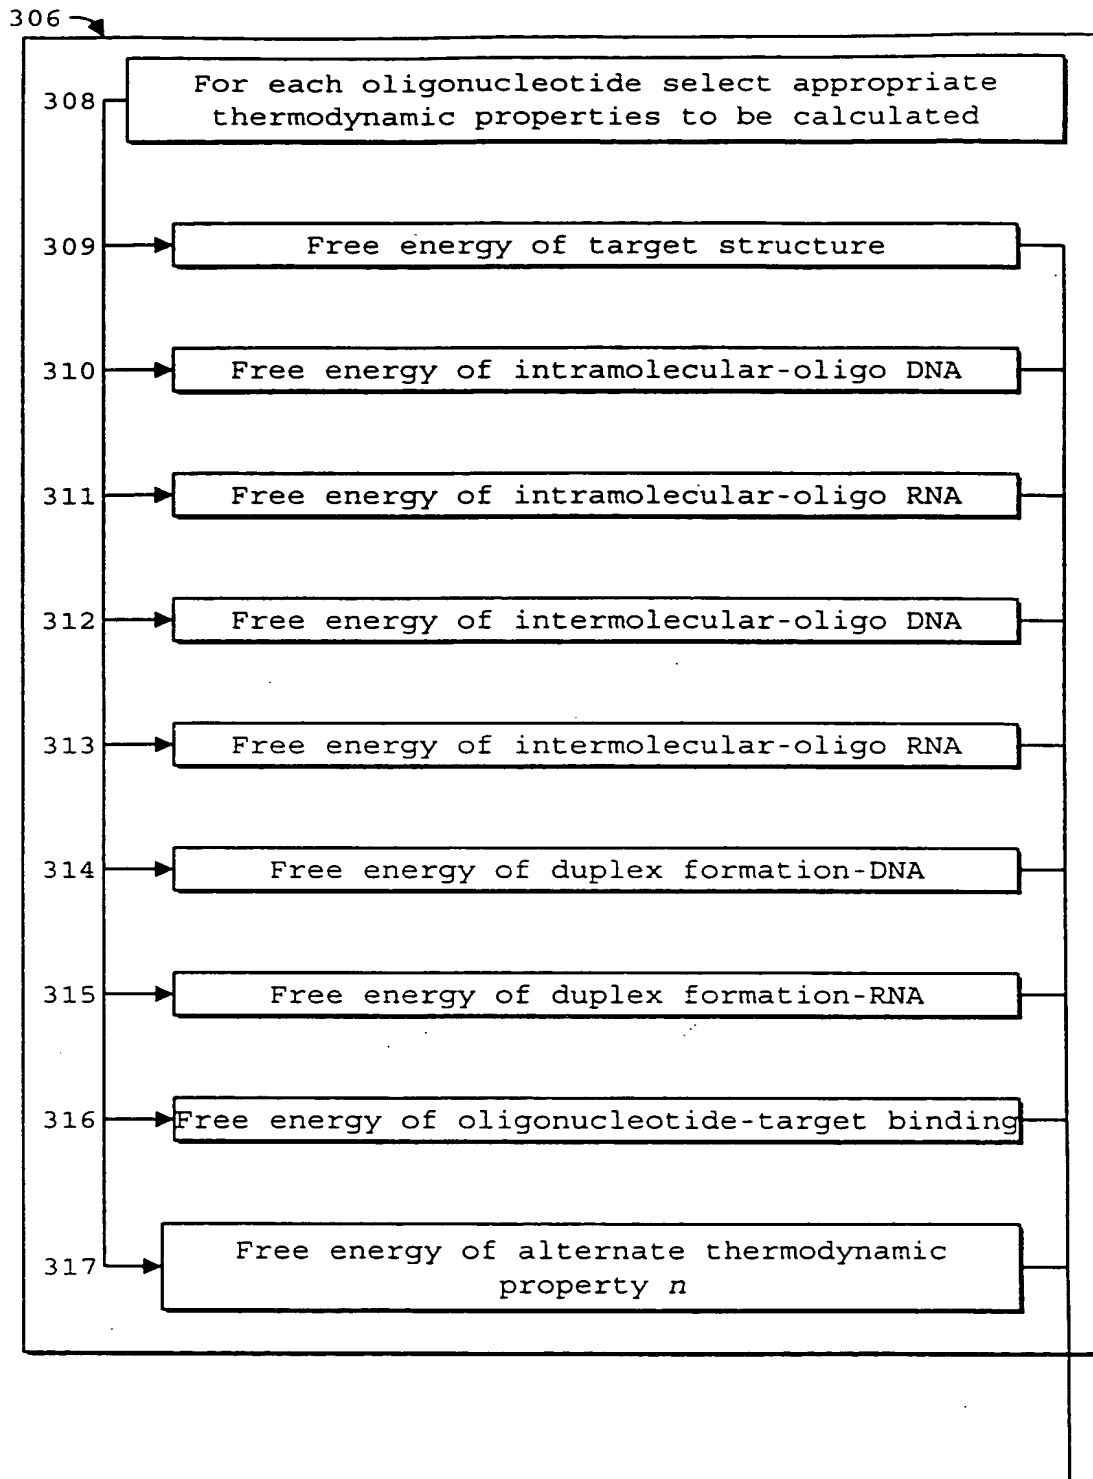 306
308
For each oligonucleotide select appropriate
thermodynamic properties to be calculated
309
Free energy of target structure
310
Free energy of intramolecular-oligo DNA
311
Free energy of intramolecular-oligo RNA
312
Free energy of intermolecular-oligo DNA
313
Free energy of intermolecular-oligo RNA
314
Free energy of duplex formation-DNA
315
Free energy of duplex formation-RNA
316
Free energy of oligonucleotide-target binding
317
Free energy of alternate thermodynamic
property n